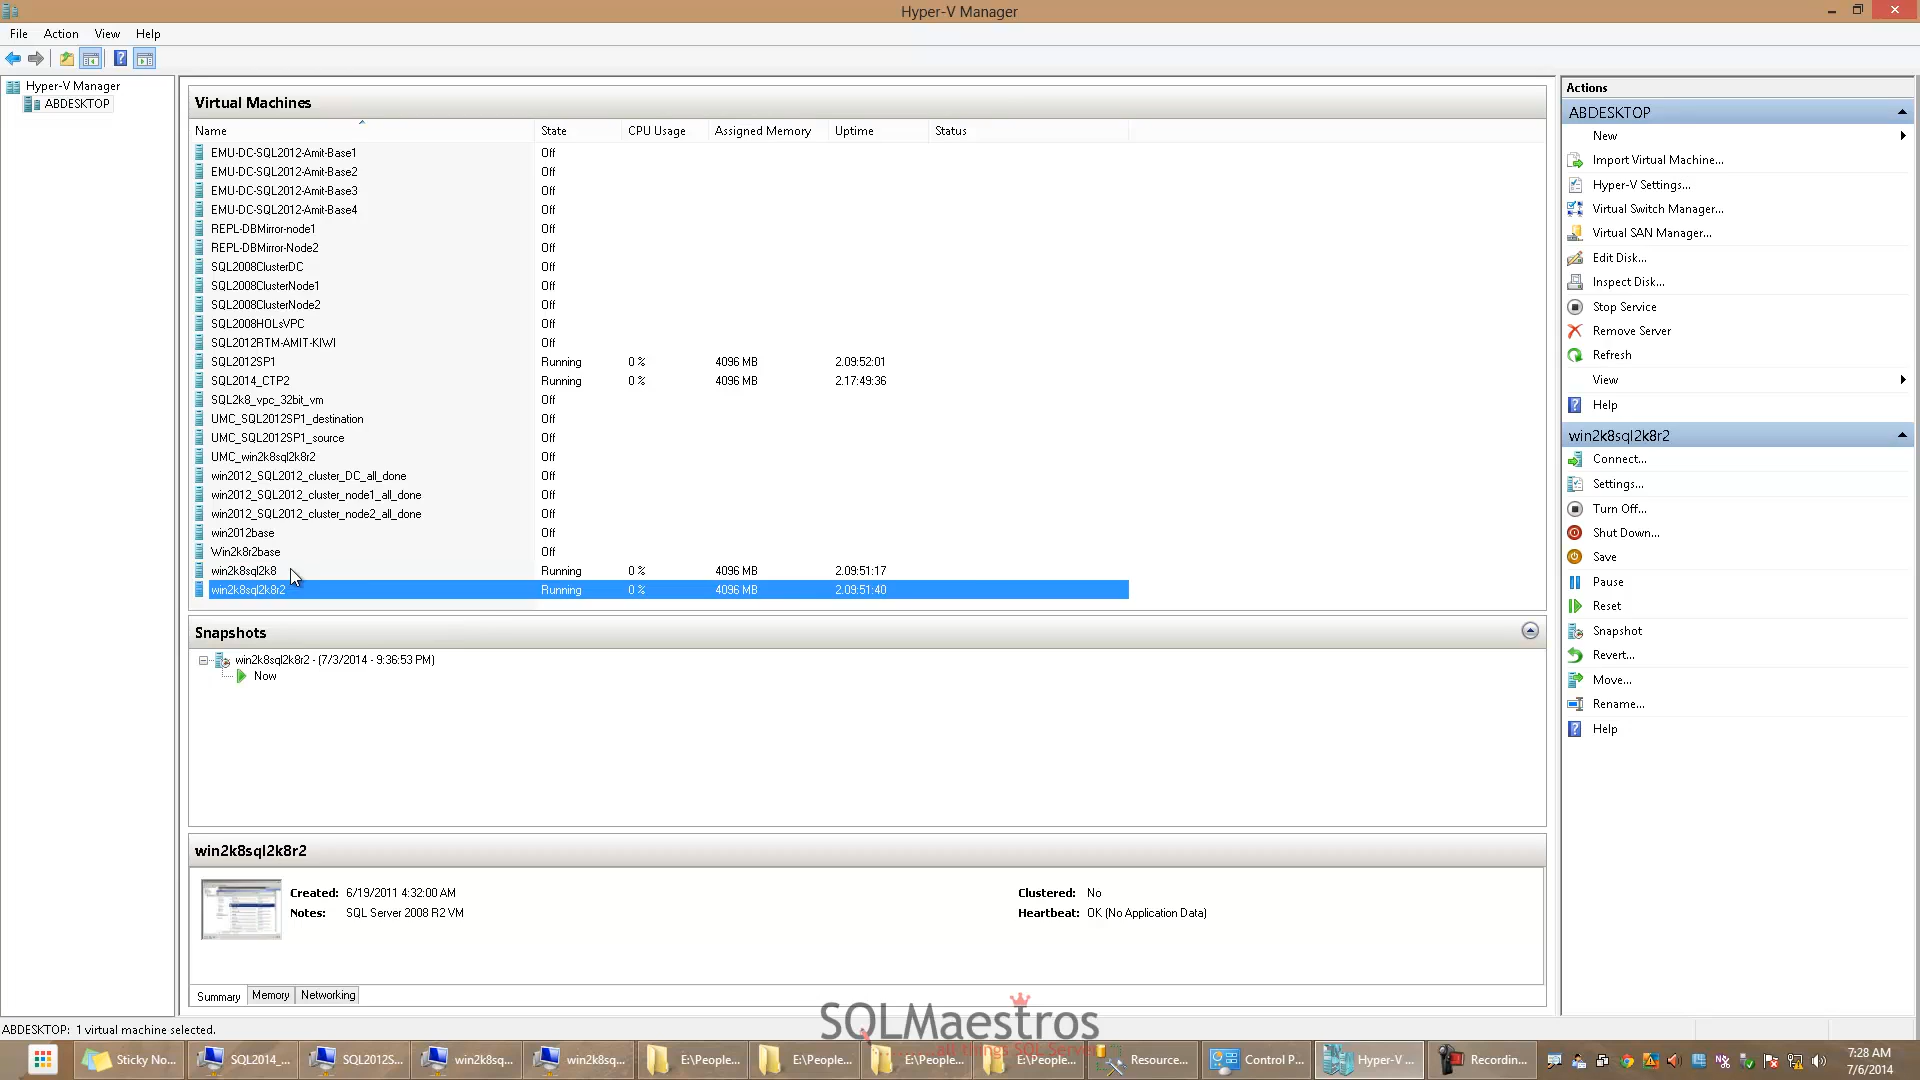 Hyper-V Manager
File Action View Help
Hyper-V Manager
ABDESKTOP
Virtual Machines
Name State CPU Usage Assigned Memory Uptime Status
EMU-DC-SQL2012-Amit-Base1 Off
EMU-DC-SQL2012-Amit-Base2 Off
EMU-DC-SQL2012-Amit-Base3 Off
EMU-DC-SQL2012-Amit-Base4 Off
REPL-DBMirror-node1 Off
REPL-DBMirror-Node2 Off
SQL2008ClusterDC Off
SQL2008ClusterNode1 Off
SQL2008ClusterNode2 Off
SQL2008HOLsVPC Off
SQL2012RTM-AMIT-KIWI Off
SQL2012SP1 Running 0 % 4096 MB 2.09:52:01
SQL2014_CTP2 Running 0 % 4096 MB 2.17:49:36
SQL2k8_vpc_32bit_vm Off
UMC_SQL2012SP1_destination Off
UMC_SQL2012SP1_source Off
UMC_win2k8sql2k8r2 Off
win2012_SQL2012_cluster_DC_all_done Off
win2012_SQL2012_cluster_node1_all_done Off
win2012_SQL2012_cluster_node2_all_done Off
win2012base Off
Win2k8r2base Off
win2k8sql2k8 Running 0 % 4096 MB 2.09:51:17
win2k8sql2k8r2 Running 0 % 4096 MB 2.09:51:40
Snapshots
win2k8sql2k8r2 - (7/3/2014 - 9:36:53 PM)
Now
win2k8sql2k8r2
Created: 6/19/2011 4:32:00 AM Clustered: No
Notes: SQL Server 2008 R2 VM Heartbeat: OK (No Application Data)
Summary Memory Networking
Actions
ABDESKTOP
New
Import Virtual Machine...
Hyper-V Settings...
Virtual Switch Manager...
Virtual SAN Manager...
Edit Disk...
Inspect Disk...
Stop Service
Remove Server
Refresh
View
Help
win2k8sql2k8r2
Connect...
Settings...
Turn Off...
Shut Down...
Save
Pause
Reset
Snapshot
Revert...
Move...
Rename...
Help
SQLMaestros
all things SQL Server
ABDESKTOP: 1 virtual machine selected.
Sticky No... SQL2014_... SQL2012S... win2k8sq... win2k8sq... E:\People... E:\People... E:\People... E:\People... Resource... Control P... Hyper-V ... Recordin... 7:28 AM
7/6/2014